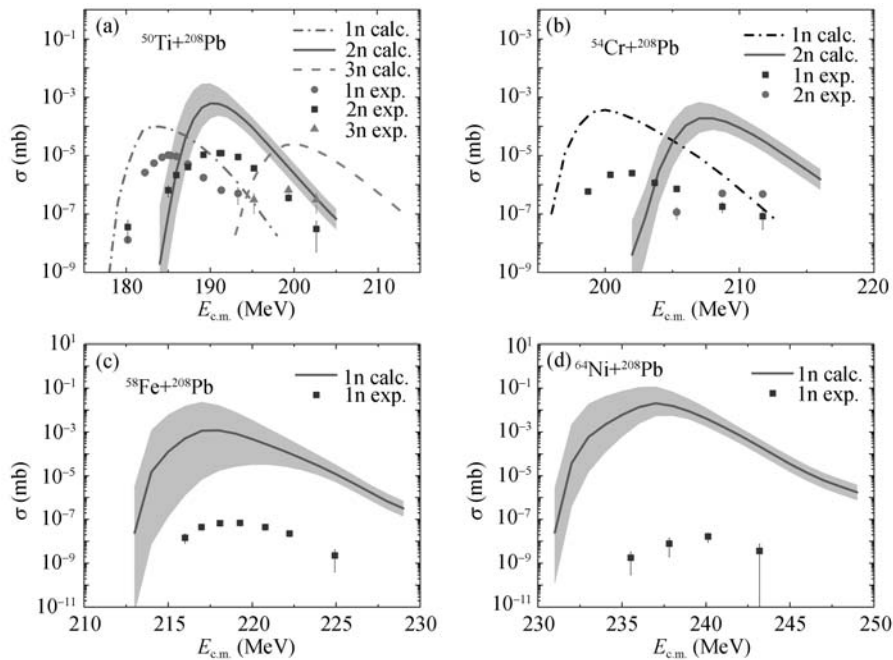 (a)
⁵⁰Ti+²⁰⁸Pb
1n calc.
2n calc.
3n calc.
1n exp.
2n exp.
3n exp.
10⁻¹
10⁻³
10⁻⁵
10⁻⁷
10⁻⁹
σ (mb)
180 190 200 210
E c.m. (MeV)
(b)
⁵⁴Cr+²⁰⁸Pb
1n calc.
2n calc.
1n exp.
2n exp.
10⁻¹
10⁻³
10⁻⁵
10⁻⁷
10⁻⁹
σ (mb)
200 210 220
E c.m. (MeV)
(c)
⁵⁸Fe+²⁰⁸Pb
1n calc.
1n exp.
10¹
10⁻¹
10⁻³
10⁻⁵
10⁻⁷
10⁻⁹
10⁻¹¹
σ (mb)
210 215 220 225 230
E c.m. (MeV)
(d)
⁶⁴Ni+²⁰⁸Pb
1n calc.
1n exp.
10¹
10⁻¹
10⁻³
10⁻⁵
10⁻⁷
10⁻⁹
10⁻¹¹
σ (mb)
230 235 240 245 250
E c.m. (MeV)